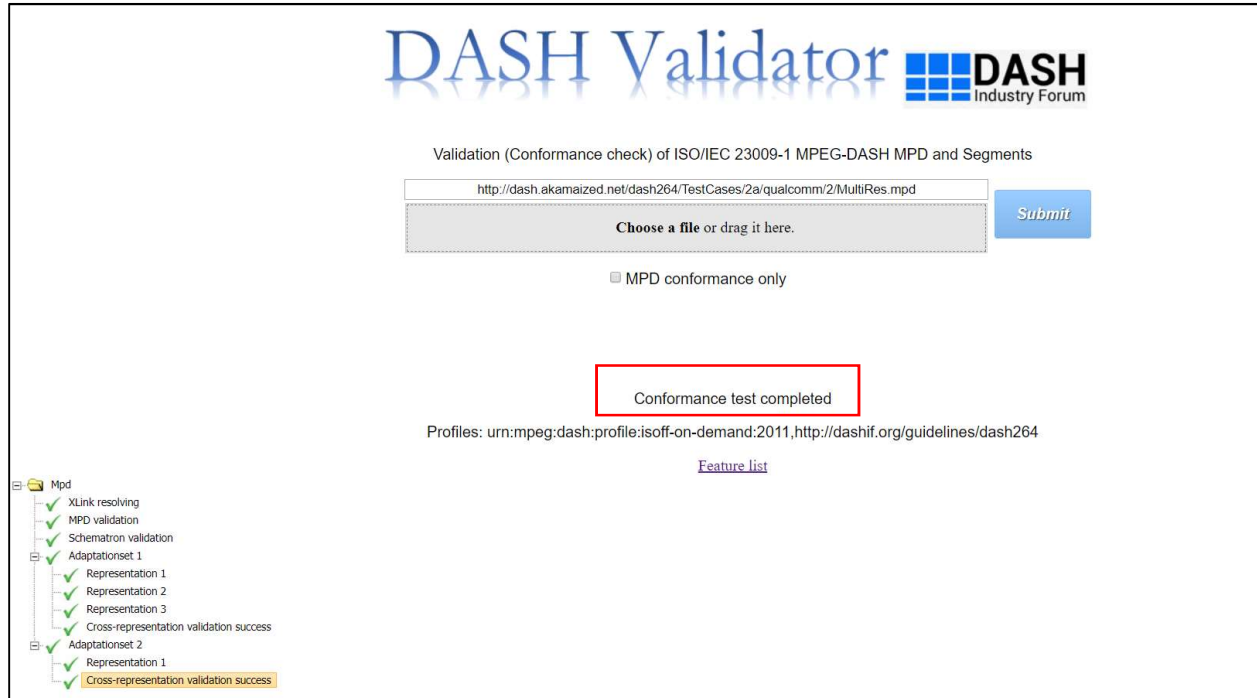 DASH Validator
DASH
Industry Forum
Validation (Conformance check) of ISO/IEC 23009-1 MPEG-DASH MPD and Segments
http://dash.akamaized.net/dash264/TestCases/2a/qualcomm/2/MultiRes.mpd
Submit
Choose a file or drag it here.
MPD conformance only
Conformance test completed
Profiles: urn:mpeg:dash:profile:isoff-on-demand:2011,http://dashif.org/guidelines/dash264
Feature list
Mpd
XLink resolving
MPD validation
Schematron validation
Adaptationset 1
Representation 1
Representation 2
Representation 3
Cross-representation validation success
Adaptationset 2
Representation 1
Cross-representation validation success